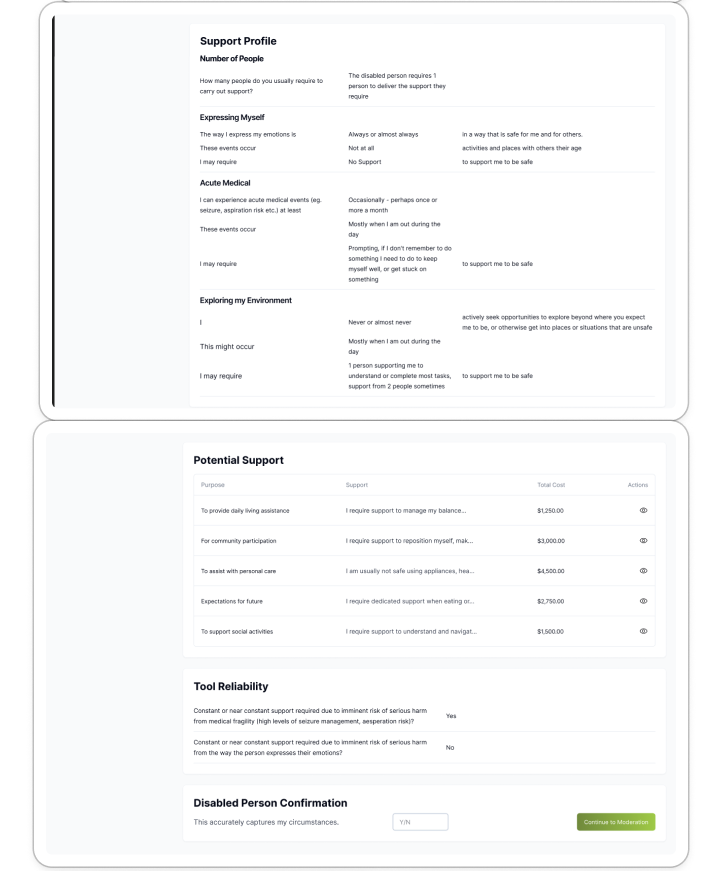 Support Profile
Number of People
How many people do you usually require to
carry out support?
The disabled person requires 1
person to deliver the support they
require
Expressing Myself
The way I express my emotions is
Always or almost always
in a way that is safe for me and for others.
These events occur
Not at all
activities and places with others their age
I may require
No Support
to support me to be safe
Acute Medical
I can experience acute medical events (eg.
seizure, aspiration risk etc.) at least
Occasionally - perhaps once or
more a month
These events occur
Mostly when I am out during the
day
I may require
Prompting, if I don't remember to do
something I need to do to keep
myself well, or get stuck on
something
to support me to be safe
Exploring my Environment
I
Never or almost never
actively seek opportunities to explore beyond where you expect
me to be, or otherwise get into places or situations that are unsafe
This might occur
Mostly when I am out during the
day
I may require
1 person supporting me to
understand or complete most tasks,
support from 2 people sometimes
to support me to be safe
Potential Support
Purpose
Support
Total Cost
Actions
To provide daily living assistance
I require support to manage my balance...
$1,250.00
For community participation
I require support to reposition myself, mak...
$3,000.00
To assist with personal care
I am usually not safe using appliances, hea...
$4,500.00
Expectations for future
I require dedicated support when eating or...
$2,750.00
To support social activities
I require support to understand and navigat...
$1,500.00
Tool Reliability
Constant or near constant support required due to imminent risk of serious harm
from medical fragility (high levels of seizure management, aesperation risk)?
Yes
Constant or near constant support required due to imminent risk of serious harm
from the way the person expresses their emotions?
No
Disabled Person Confirmation
This accurately captures my circumstances.
Y/N
Continue to Moderation